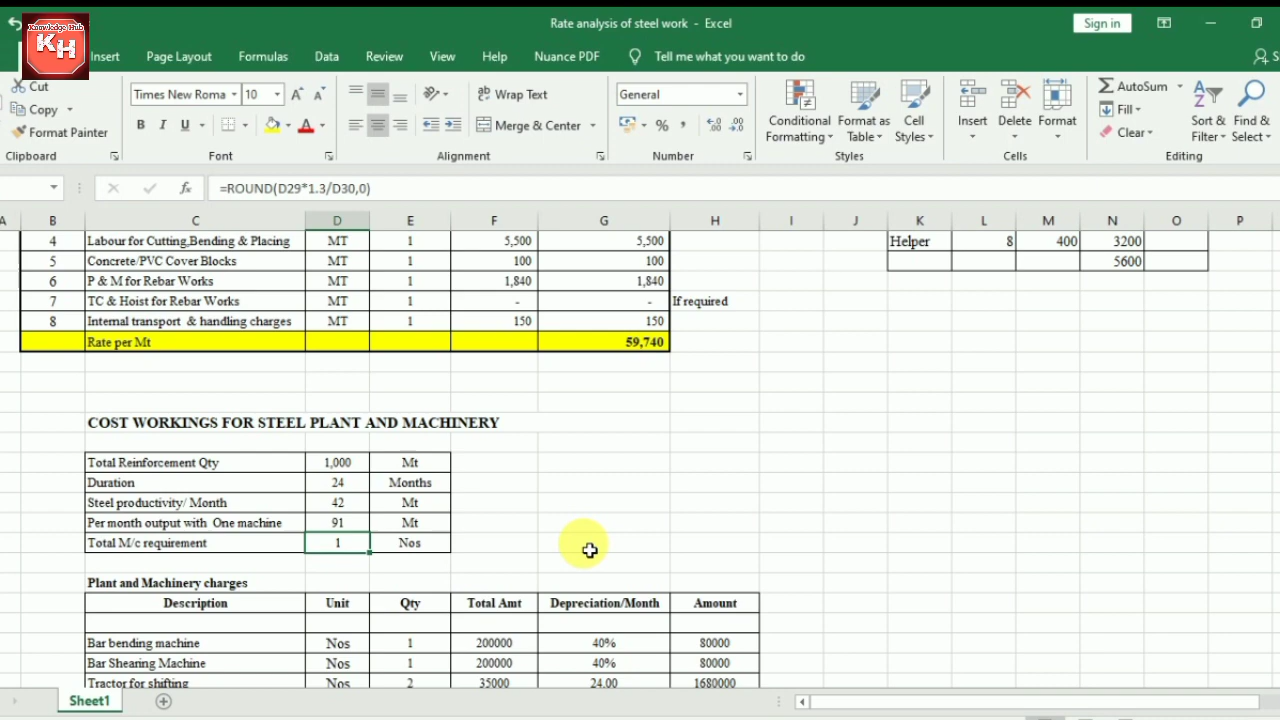 Rate analysis of steel work - Excel
Sign in
Knowledge Hub
KH
Insert Page Layout Formulas Data Review View Help Nuance PDF Tell me what you want to do S
Cut
Copy
Format Painter
Clipboard
Times New Roma 10 A A
B I U A
Font
Wrap Text
Merge & Center
Alignment
General
% , .00
Number
Conditional Formatting
Format as Table
Cell Styles
Styles
Insert Delete Format
Cells
AutoSum
Fill
Clear
Sort & Filter
Find & Select
Editing
fx =ROUND(D29*1.3/D30,0)
A B C D E F G H I J K L M N O P
4 Labour for Cutting,Bending & Placing MT 1 5,500 5,500 Helper 8 400 3200
5 Concrete/PVC Cover Blocks MT 1 100 100 5600
6 P & M for Rebar Works MT 1 1,840 1,840
7 TC & Hoist for Rebar Works MT 1 - - If required
8 Internal transport & handling charges MT 1 150 150
Rate per Mt 59,740
COST WORKINGS FOR STEEL PLANT AND MACHINERY
Total Reinforcement Qty 1,000 Mt
Duration 24 Months
Steel productivity/ Month 42 Mt
Per month output with One machine 91 Mt
Total M/c requirement 1 Nos
Plant and Machinery charges
Description Unit Qty Total Amt Depreciation/Month Amount
Bar bending machine Nos 1 200000 40% 80000
Bar Shearing Machine Nos 1 200000 40% 80000
Tractor for shifting Nos 2 35000 24.00 1680000
Sheet1